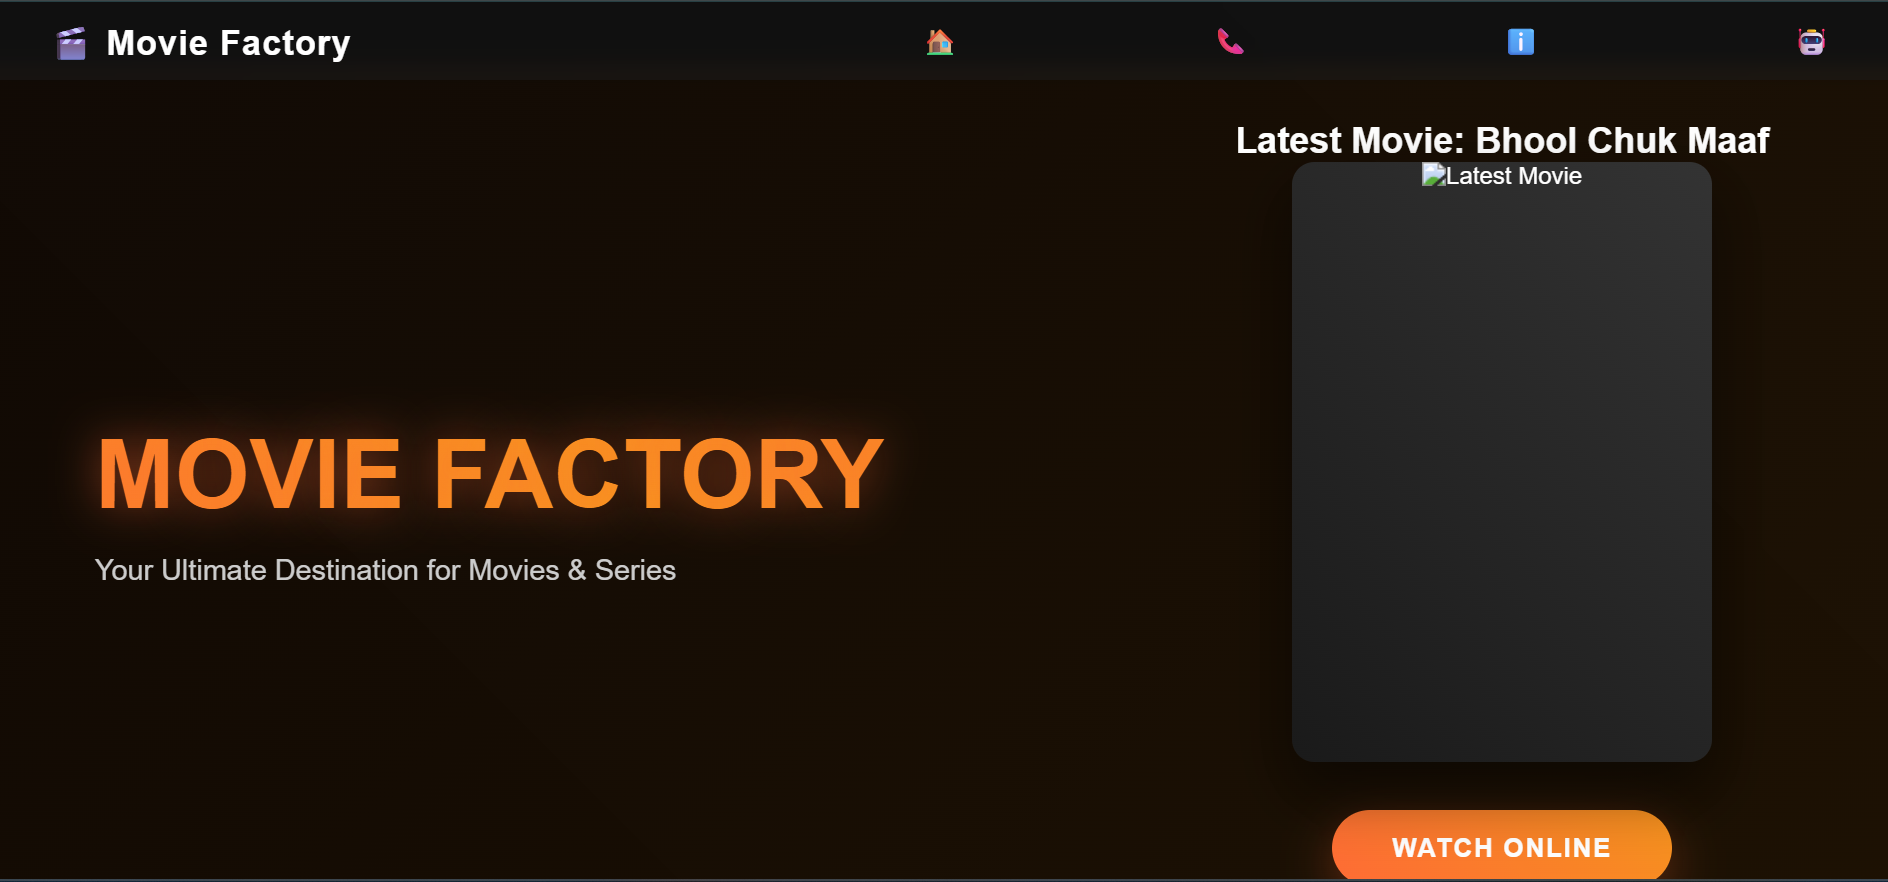 Movie Factory
Latest Movie: Bhool Chuk Maaf
Latest Movie
MOVIE FACTORY
Your Ultimate Destination for Movies & Series
WATCH ONLINE